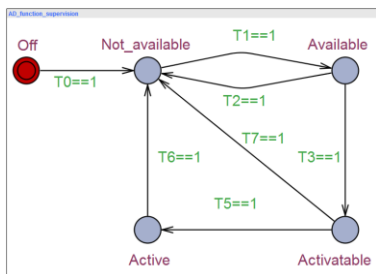 AD_function_supervision
Off
Not_available
Available
T1==1
T0==1
T2==1
T7==1
T6==1
T3==1
T5==1
Active
Activatable